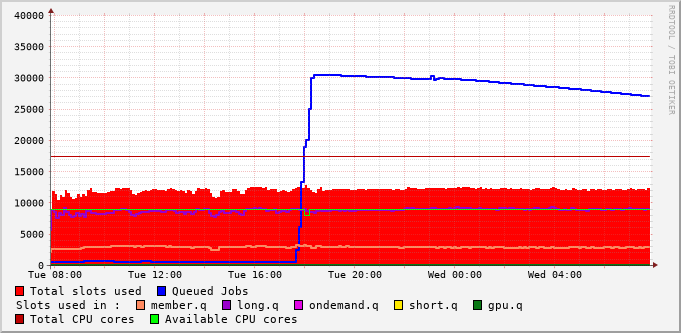 40000
35000
30000
25000
20000
15000
10000
5000
0
Tue 08:00 Tue 12:00 Tue 16:00 Tue 20:00 Wed 00:00 Wed 04:00
Total slots used Queued Jobs
Slots used in : member.q long.q ondemand.q short.q gpu.q
Total CPU cores Available CPU cores
RRDTOOL / TOBI OETIKER